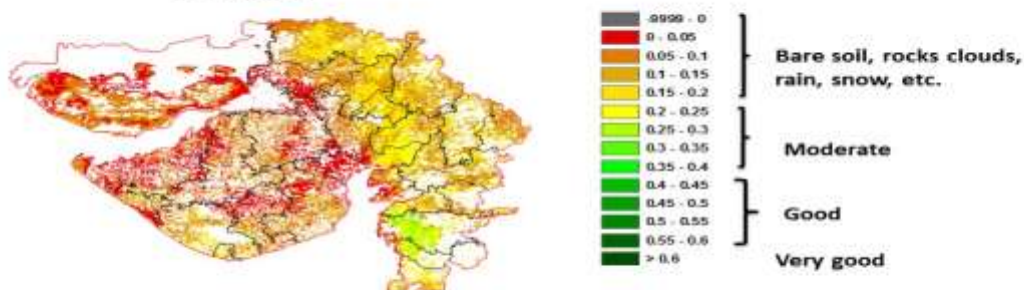 -9999 - 0
0 - 0.05
0.05 - 0.1
0.1 - 0.15
0.15 - 0.2
0.2 - 0.25
0.25 - 0.3
0.3 - 0.35
0.35 - 0.4
0.4 - 0.45
0.45 - 0.5
0.5 - 0.55
0.55 - 0.6
> 0.6
Bare soil, rocks clouds,
rain, snow, etc.
Moderate
Good
Very good